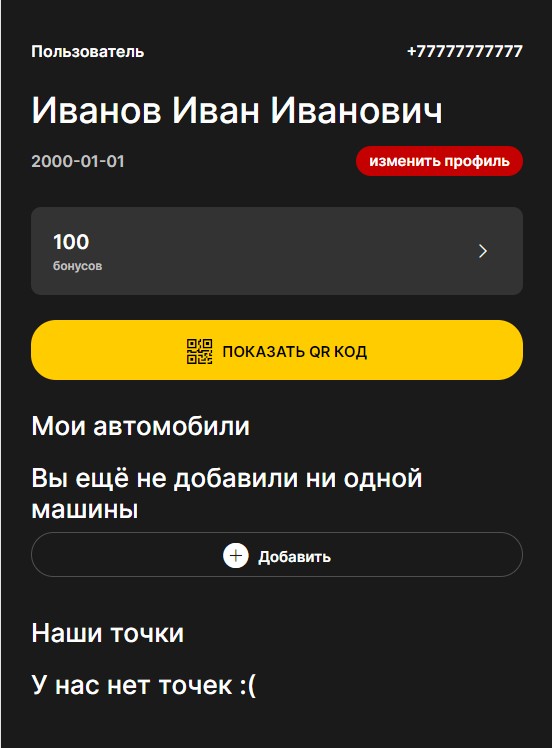 Пользователь +77777777777
Иванов Иван Иванович
2000-01-01 изменить профиль
100
бонусов
ПОКАЗАТЬ QR КОД
Мои автомобили
Вы ещё не добавили ни одной
машины
Добавить
Наши точки
У нас нет точек :(